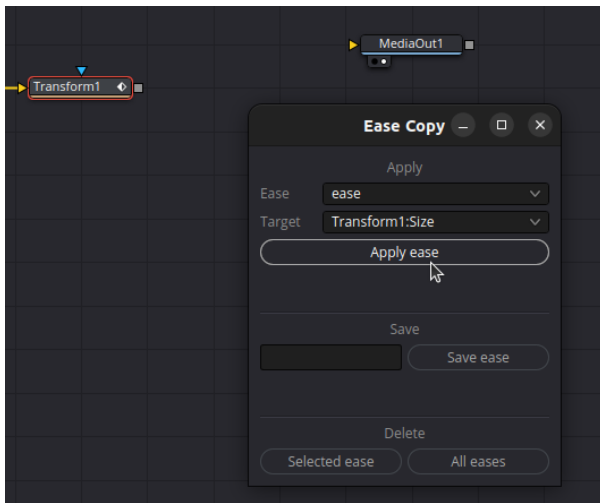 MediaOut1
Transform1
Ease Copy
Apply
Ease ease
Target Transform1:Size
Apply ease
Save
Save ease
Delete
Selected ease All eases